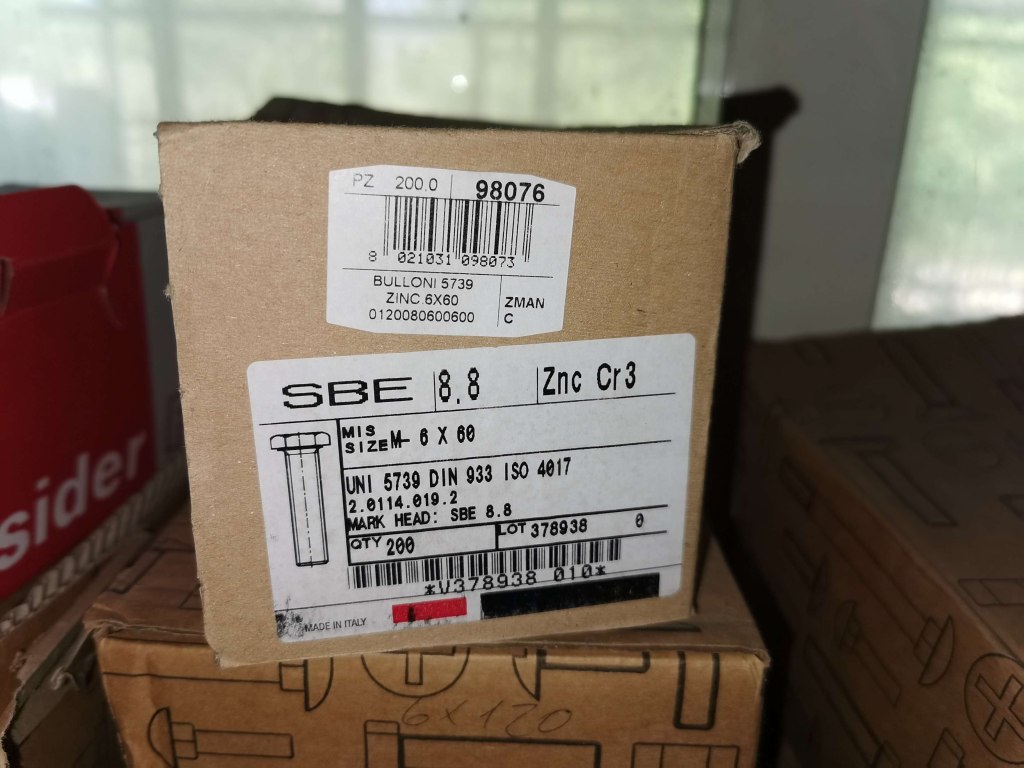 PZ 200.0 98076
8 021031 098073
BULLONI 5739
ZINC.6X60
0120080600600
ZMAN
C
SBE 8.8 Znc Cr3
MIS
SIZE M- 6 X 60
UNI 5739 DIN 933 ISO 4017
2.0114.019.2
MARK HEAD: SBE 8.8
QTY 200 LOT 378938 0
*V378938 010*
MADE IN ITALY
sider
6x120